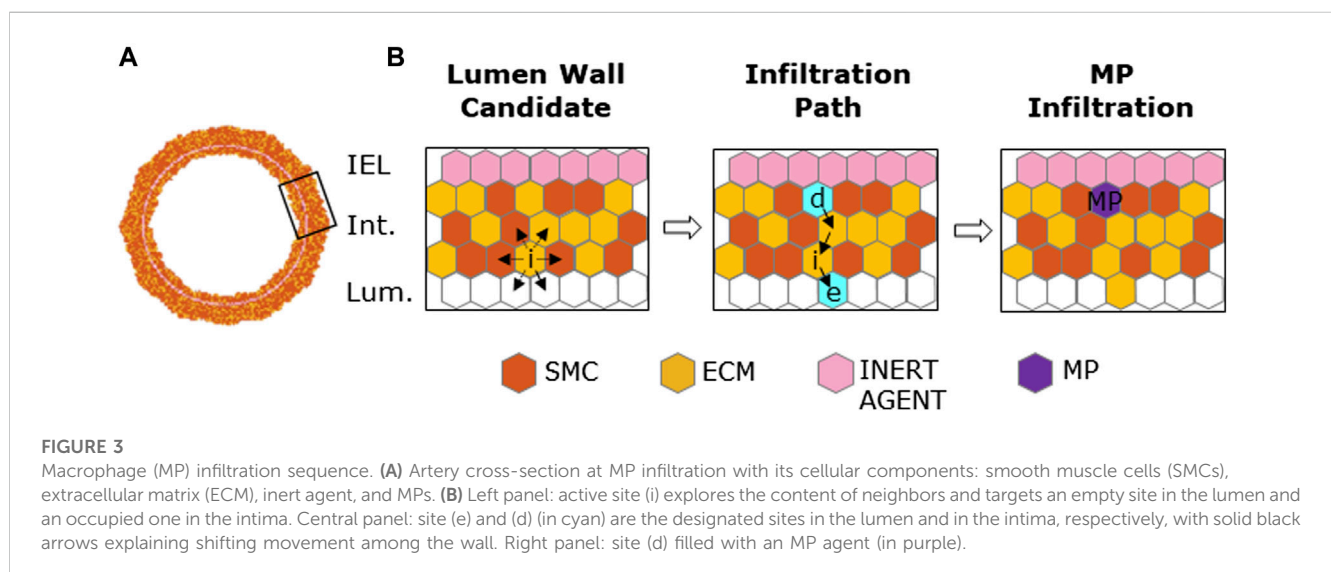 A
B
Lumen Wall
Candidate
Infiltration
Path
MP
Infiltration
IEL
Int.
Lum.
i
d
i
e
MP
SMC
ECM
INERT
AGENT
MP
FIGURE 3
Macrophage (MP) infiltration sequence. (A) Artery cross-section at MP infiltration with its cellular components: smooth muscle cells (SMCs),
extracellular matrix (ECM), inert agent, and MPs. (B) Left panel: active site (i) explores the content of neighbors and targets an empty site in the lumen and
an occupied one in the intima. Central panel: site (e) and (d) (in cyan) are the designated sites in the lumen and in the intima, respectively, with solid black
arrows explaining shifting movement among the wall. Right panel: site (d) filled with an MP agent (in purple).